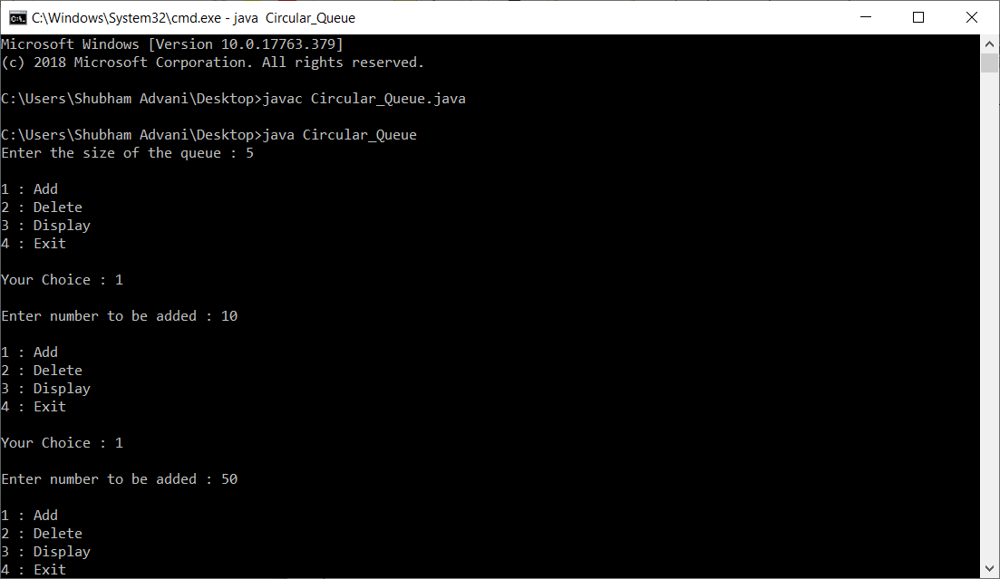 C:\Windows\System32\cmd.exe - java  Circular_Queue
Microsoft Windows [Version 10.0.17763.379]
(c) 2018 Microsoft Corporation. All rights reserved.
C:\Users\Shubham Advani\Desktop>javac Circular_Queue.java
C:\Users\Shubham Advani\Desktop>java Circular_Queue
Enter the size of the queue : 5
1 : Add
2 : Delete
3 : Display
4 : Exit
Your Choice : 1
Enter number to be added : 10
1 : Add
2 : Delete
3 : Display
4 : Exit
Your Choice : 1
Enter number to be added : 50
1 : Add
2 : Delete
3 : Display
4 : Exit